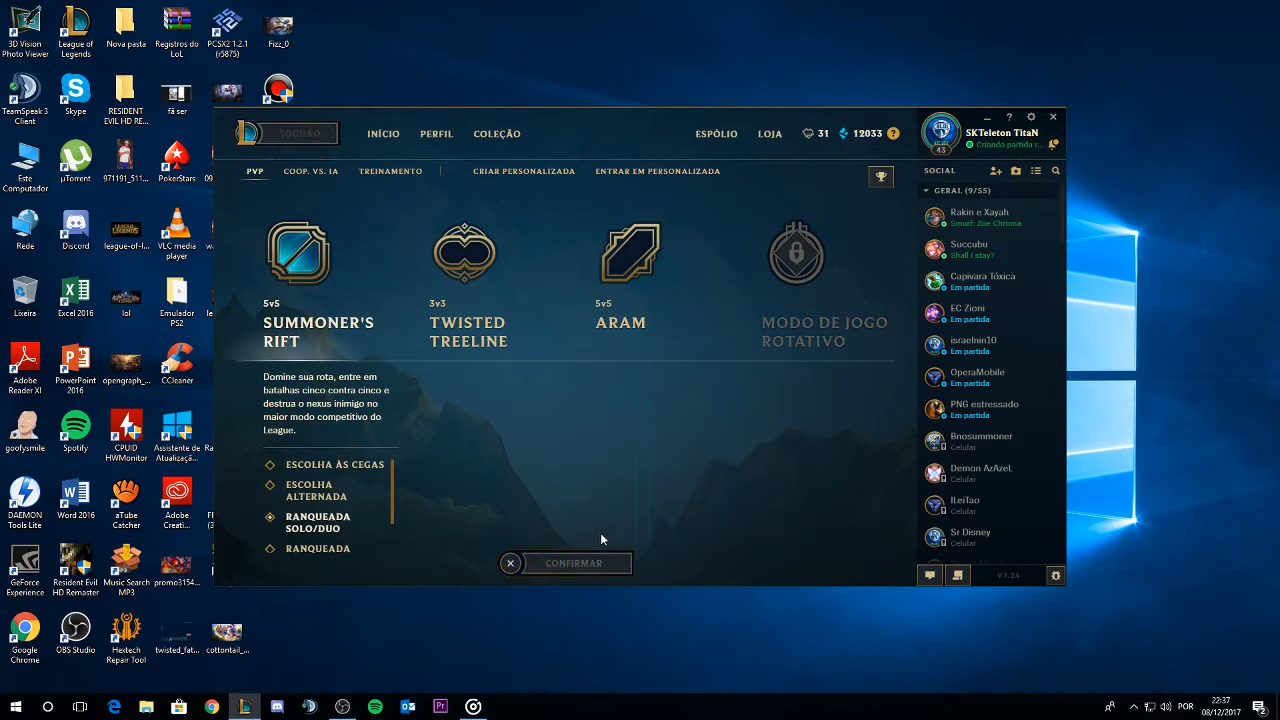 3D Vision
Photo Viewer
League of
Legends
Nova pasta
Registros do
LoL
PCSX2 1.2.1
(r5875)
Fizz_0
TeamSpeak 3
Client
Skype
RESIDENT
EVIL HD RE...
fã ser
Este
Computador
µTorrent
971191_511...
PokerStars
Rede
Discord
league-of-l...
VLC media
player
Lixeira
Excel 2016
lol
Emulador
PS2
Adobe
Reader XI
PowerPoint
2016
opengraph_...
CCleaner
goofysmile
Spotify
CPUID
HWMonitor
Assistente de
Atualizaçã...
DAEMON
Tools Lite
Word 2016
aTube
Catcher
Adobe
Creati...
GeForce
Experience
Resident Evil
HD Remaster
Music Search
MP3
promo3154...
Google
Chrome
OBS Studio
Hextech
Repair Tool
twisted_fat...
cottontail_...
INÍCIO
PERFIL
COLEÇÃO
ESPÓLIO
LOJA
31
12033
?
PVP
COOP. VS. IA
TREINAMENTO
CRIAR PERSONALIZADA
ENTRAR EM PERSONALIZADA
5v5
SUMMONER'S
RIFT
3v3
TWISTED
TREELINE
5v5
ARAM
MODO DE JOGO
ROTATIVO
Domine sua rota, entre em
batalhas cinco contra cinco e
destrua o nexus inimigo no
maior modo competitivo do
League.
ESCOLHA ÀS CEGAS
ESCOLHA
ALTERNADA
RANQUEADA
SOLO/DUO
RANQUEADA
CONFIRMAR
SKTeleton TitaN
Criando partida r...
43
SOCIAL
GERAL (9/55)
Rakin e Xayah
Smurf: Zoe Chroma
Succubu
Shall I stay?
Capivara Tóxica
Em partida
EC Zioni
Em partida
israelnin10
Em partida
OperaMobile
Em partida
PNG estressado
Em partida
Bnosummoner
Celular
Demon AzAzeL
Celular
ILeiTao
Celular
Sr Disney
Celular
V7.24
POR
22:37
08/12/2017
2